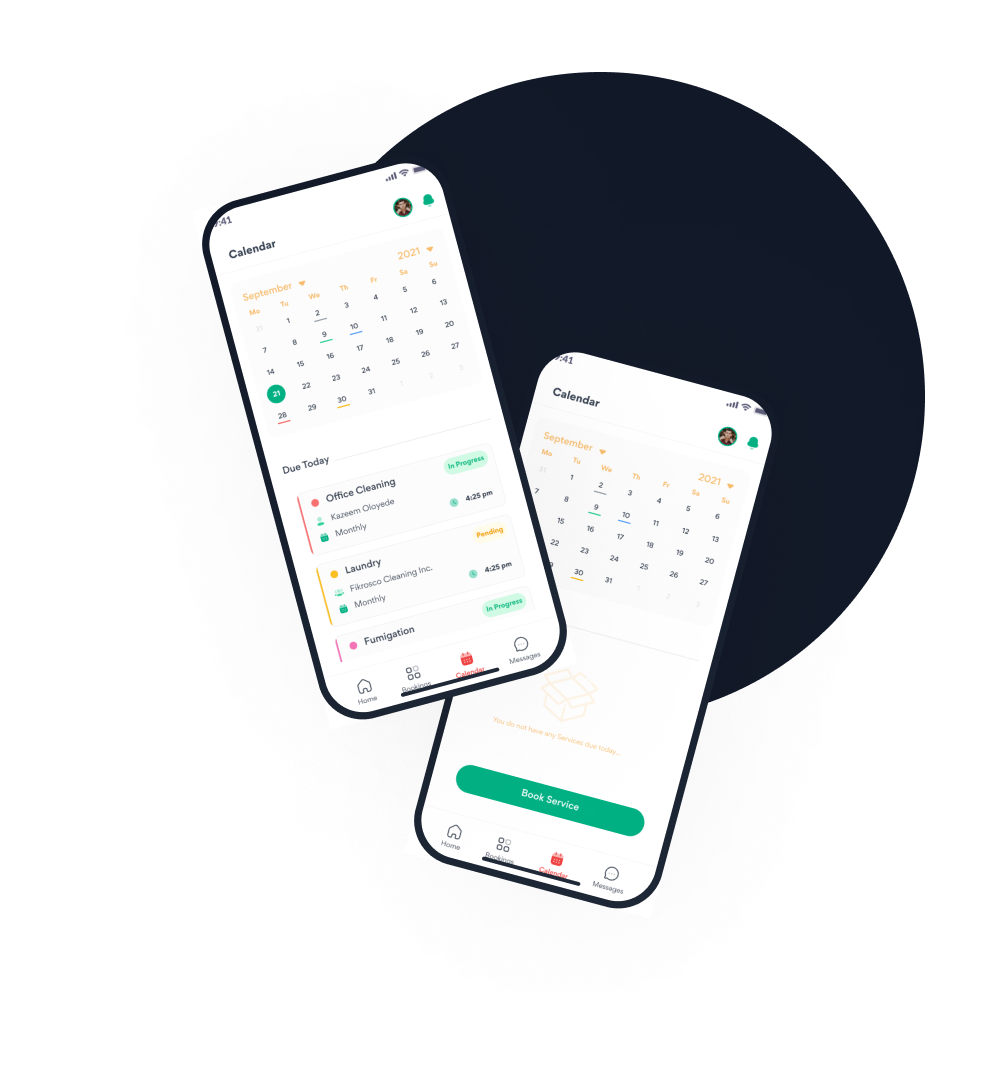 9:41
Calendar
September 2021
Mo Tu We Th Fr Sa Su
31 1 2 3 4 5 6
7 8 9 10 11 12 13
14 15 16 17 18 19 20
21 22 23 24 25 26 27
28 29 30 31 1 2 3
Due Today
Office Cleaning In Progress
Kazeem Oloyede
Monthly 4:25 pm
Laundry Pending
Fikrosco Cleaning Inc.
Monthly 4:25 pm
Fumigation In Progress
Home Bookings Calendar Messages
9:41
Calendar
September 2021
Mo Tu We Th Fr Sa Su
31 1 2 3 4 5 6
7 8 9 10 11 12 13
15 16 17 18 19 20
22 23 24 25 26 27
30 31 1 2 3
You do not have any Services due today...
Book Service
Home Bookings Calendar Messages